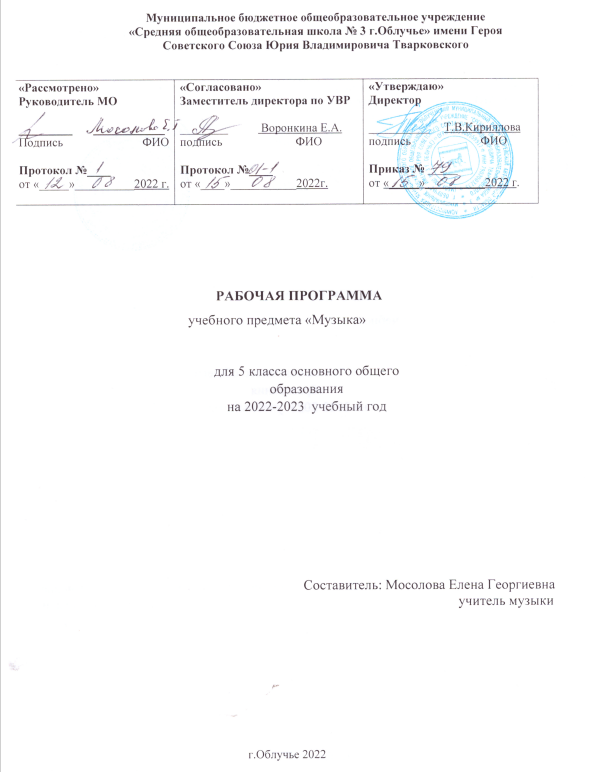 Муниципальное бюджетное общеобразовательное учреждение
«Средняя общеобразовательная школа № 3 г.Облучье» имени Героя
Советского Союза Юрия Владимировича Тварковского
«Рассмотрено»
Руководитель МО
Подпись ФИО
Протокол № 1
от « 12 » 08 2022 г.
«Согласовано»
Заместитель директора по УВР
Воронкина Е.А.
подпись ФИО
Протокол №01-1
от « 15 » 08 2022г.
«Утверждаю»
Директор
Т.В.Кириллова
подпись ФИО
Приказ № 79
от « 15 » 08 2022 г.
РАБОЧАЯ ПРОГРАММА
учебного предмета «Музыка»
для 5 класса основного общего
образования
на 2022-2023 учебный год
Составитель: Мосолова Елена Георгиевна
учитель музыки
г.Облучье 2022